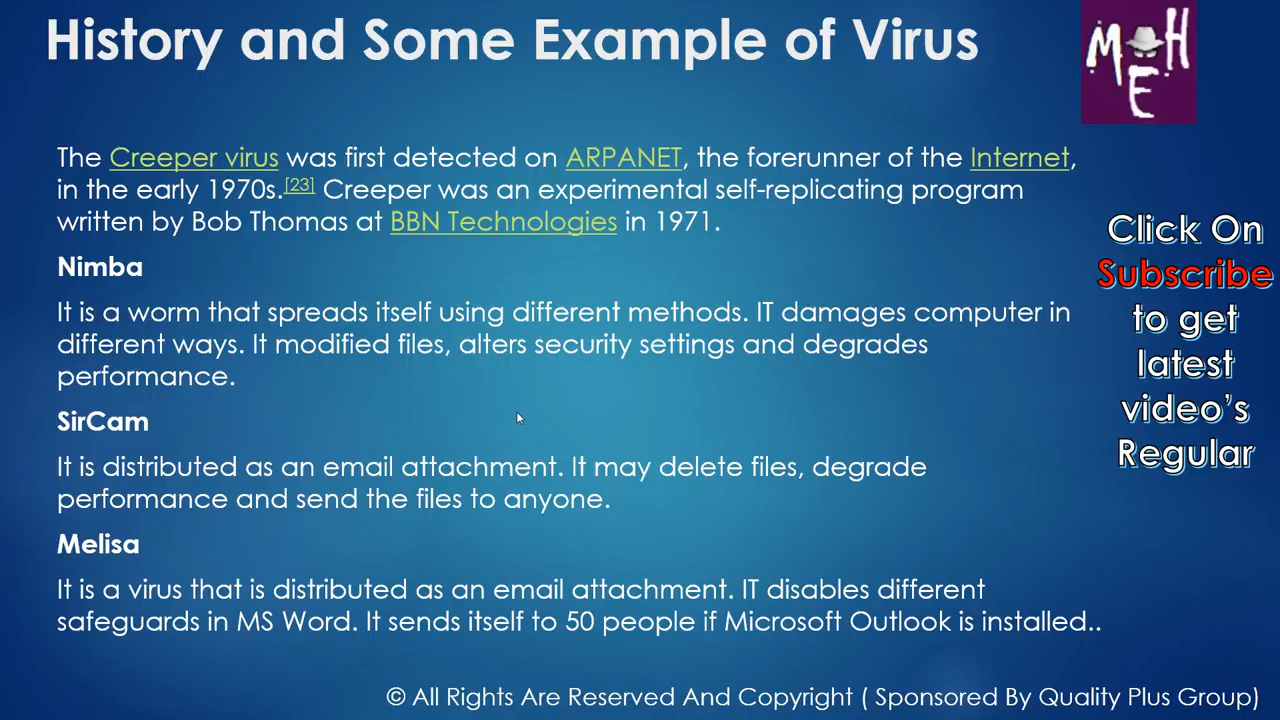 History and Some Example of Virus
M H
E
The Creeper virus was first detected on ARPANET, the forerunner of the Internet,
in the early 1970s.[23] Creeper was an experimental self-replicating program
written by Bob Thomas at BBN Technologies in 1971.
Nimba
It is a worm that spreads itself using different methods. IT damages computer in
different ways. It modified files, alters security settings and degrades
performance.
SirCam
It is distributed as an email attachment. It may delete files, degrade
performance and send the files to anyone.
Melisa
It is a virus that is distributed as an email attachment. IT disables different
safeguards in MS Word. It sends itself to 50 people if Microsoft Outlook is installed..
Click On
Subscribe
to get
latest
video’s
Regular
© All Rights Are Reserved And Copyright ( Sponsored By Quality Plus Group)